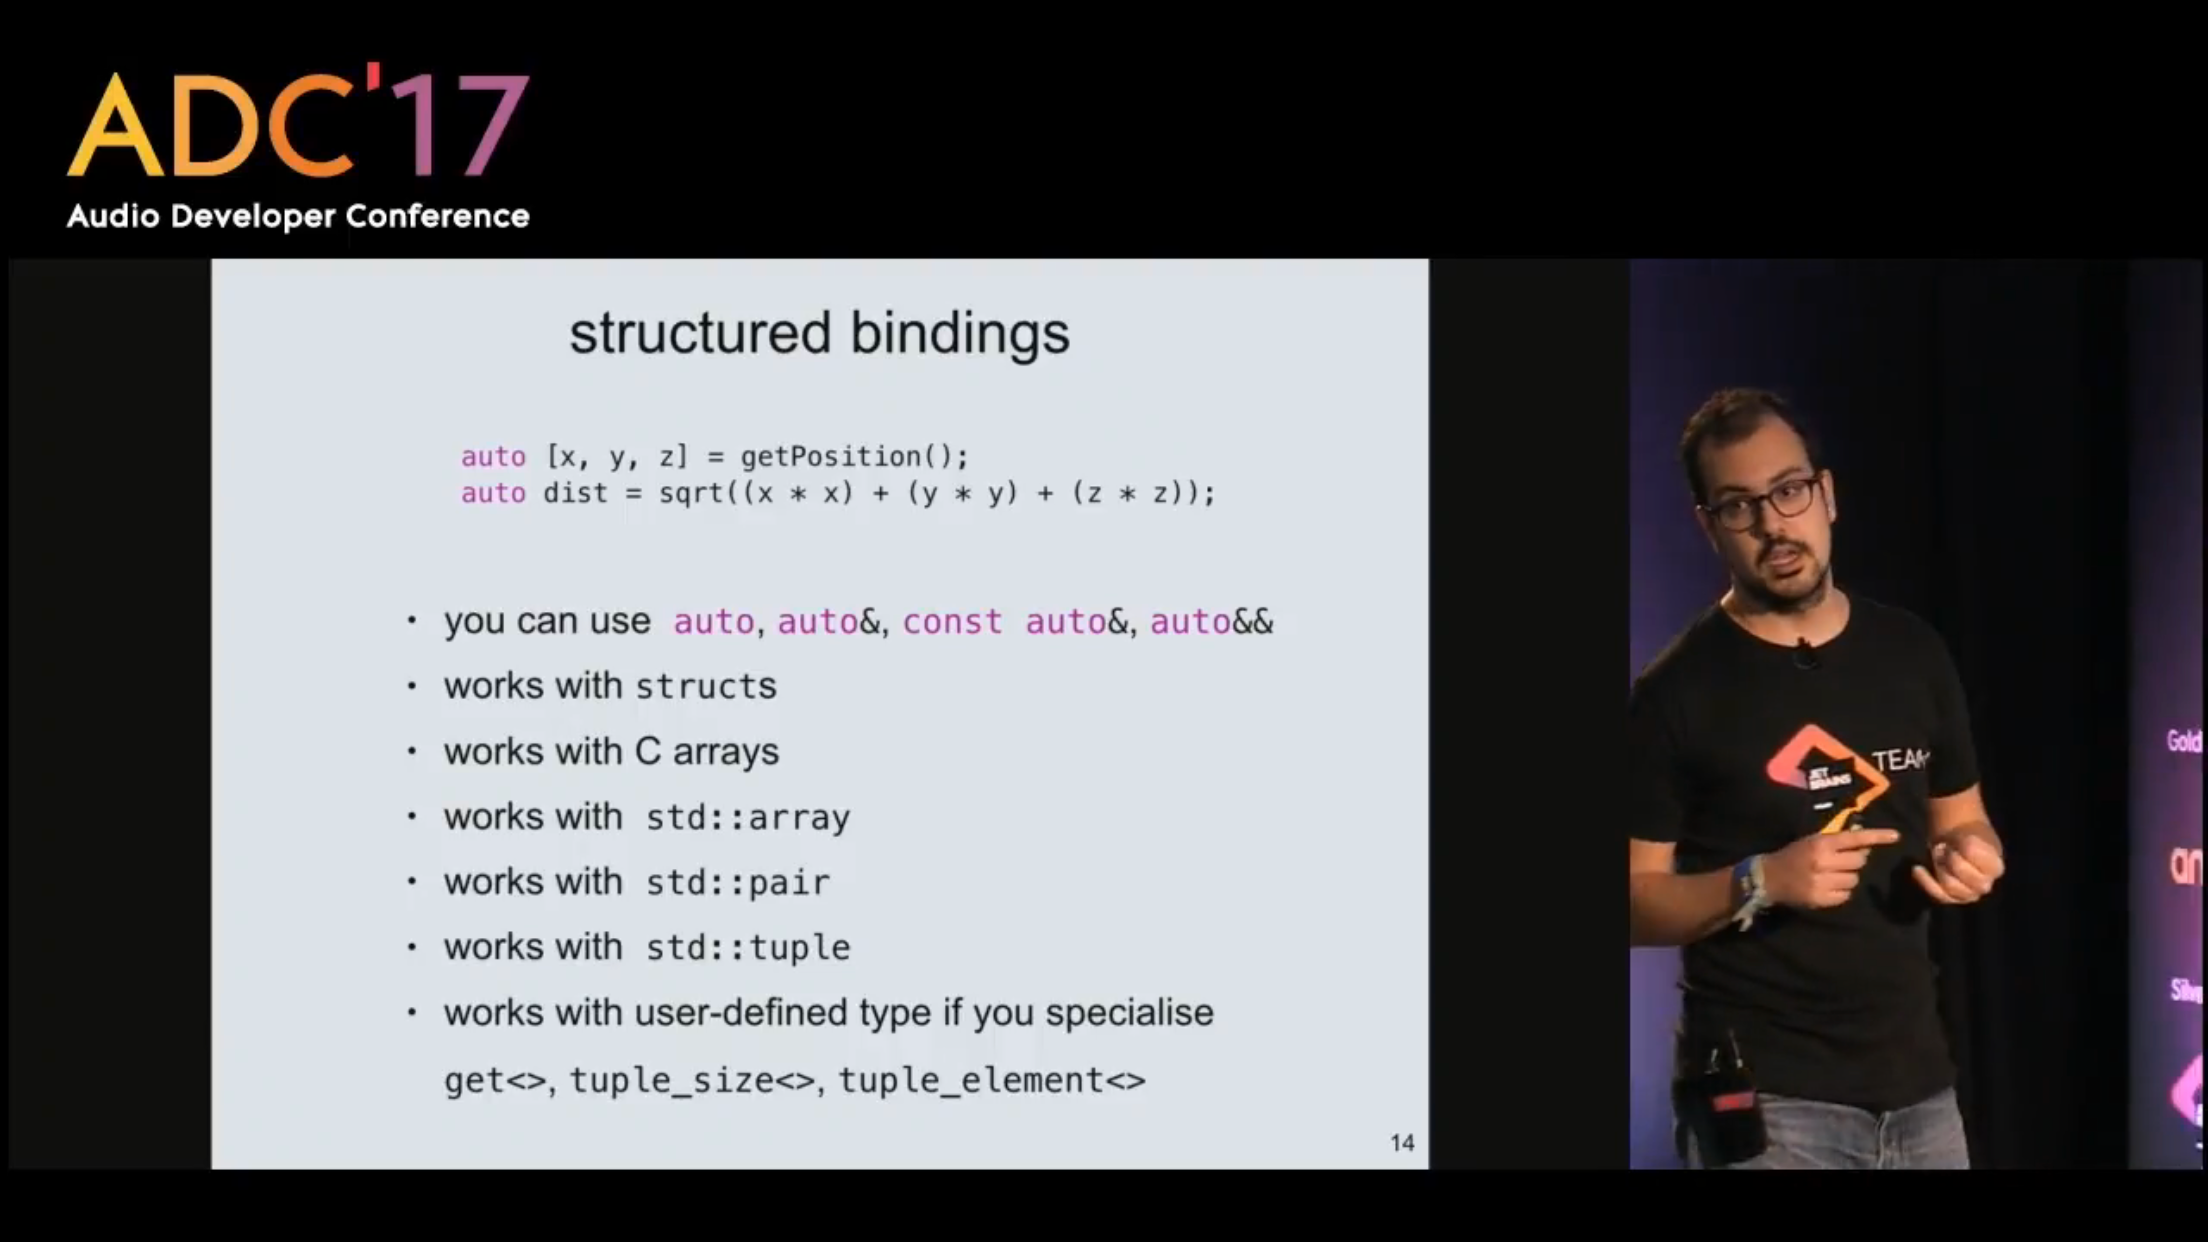 ADC'17
Audio Developer Conference
structured bindings
auto [x, y, z] = getPosition();
auto dist = sqrt((x * x) + (y * y) + (z * z));
· you can use auto, auto&, const auto&, auto&&
· works with structs
· works with C arrays
· works with std::array
· works with std::pair
· works with std::tuple
· works with user-defined type if you specialise
get<>, tuple_size<>, tuple_element<>
14
JET
BRAINS
TEAM
Gold
an
Silve